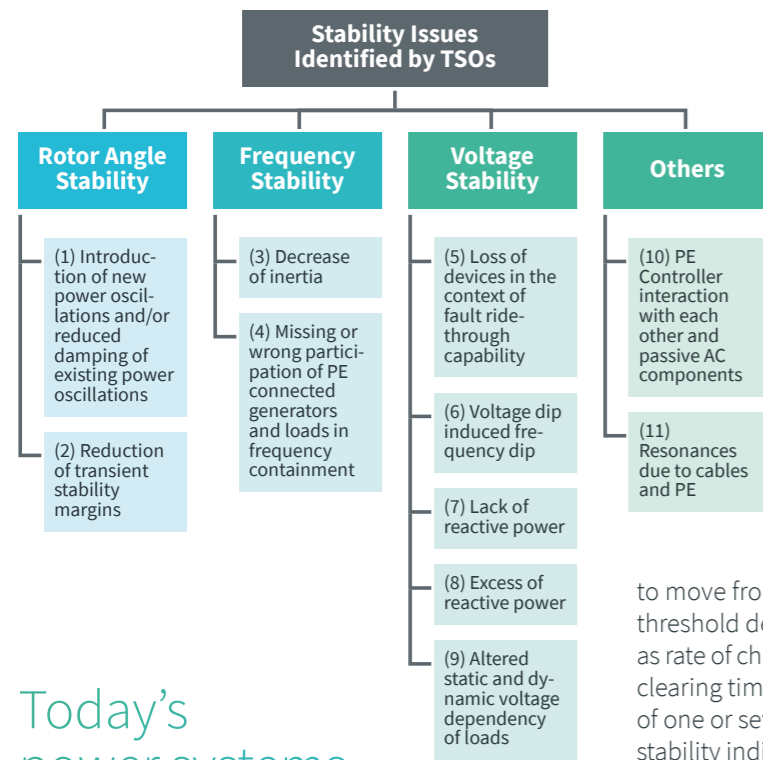 Stability Issues
Identified by TSOs
Rotor Angle
Stability
(1) Introduc-
tion of new
power oscil-
lations and/or
reduced
damping of
existing power
oscillations
(2) Reduction
of transient
stability
margins
Frequency
Stability
(3) Decrease
of inertia
(4) Missing or
wrong partici-
pation of PE
connected
generators
and loads in
frequency
containment
Voltage
Stability
(5) Loss of
devices in the
context of
fault ride-
through
capability
(6) Voltage dip
induced fre-
quency dip
(7) Lack of
reactive power
(8) Excess of
reactive power
(9) Altered
static and dy-
namic voltage
dependency
of loads
Others
(10) PE
Controller
interaction
with each
other and
passive AC
components
(11)
Resonances
due to cables
and PE
Today's
power systems
to move
threshold
as rate of
clearing
of one or
stability